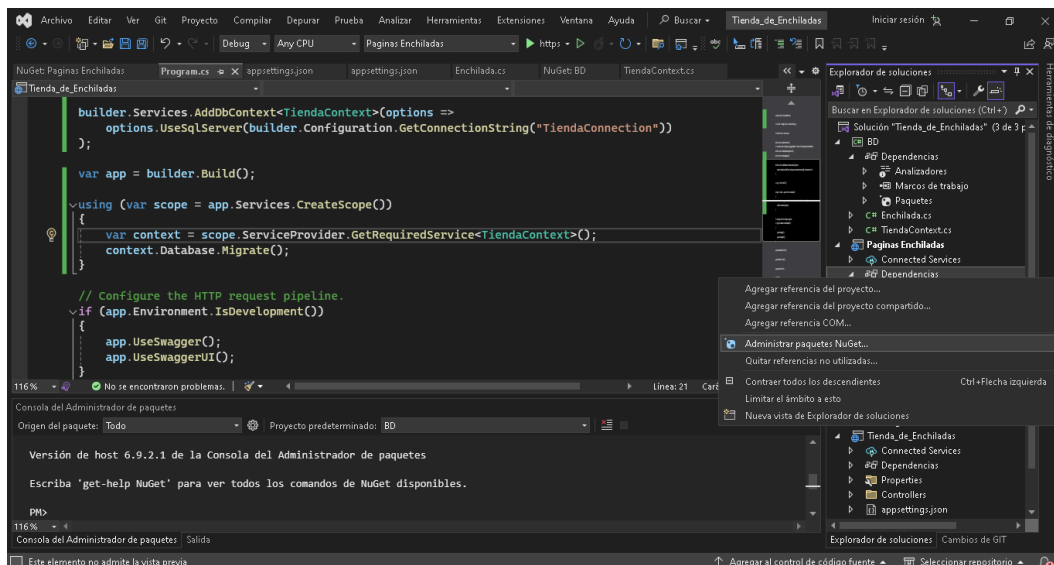 Archivo Editar Ver Git Proyecto Compilar Depurar Prueba Analizar Herramientas Extensiones Ventana Ayuda Buscar Tienda_de_Enchiladas Iniciar sesión
Debug Any CPU Paginas Enchiladas https
NuGet: Paginas Enchiladas Program.cs appsettings.json appsettings.json Enchilada.cs NuGet: BD TiendaContext.cs
Tienda_de_Enchiladas
builder.Services.AddDbContext<TiendaContext>(options =>
options.UseSqlServer(builder.Configuration.GetConnectionString("TiendaConnection"))
);
var app = builder.Build();
using (var scope = app.Services.CreateScope())
{
var context = scope.ServiceProvider.GetRequiredService<TiendaContext>();
context.Database.Migrate();
}
// Configure the HTTP request pipeline.
if (app.Environment.IsDevelopment())
{
app.UseSwagger();
app.UseSwaggerUI();
}
116 % No se encontraron problemas. Línea: 21
Consola del Administrador de paquetes
Origen del paquete: Todo Proyecto predeterminado: BD
Versión de host 6.9.2.1 de la Consola del Administrador de paquetes
Escriba 'get-help NuGet' para ver todos los comandos de NuGet disponibles.
PM>
116 %
Consola del Administrador de paquetes Salida
Este elemento no admite la vista previa Agregar al control de código fuente Seleccionar repositorio
Explorador de soluciones
Buscar en Explorador de soluciones (Ctrl+´)
Solución "Tienda_de_Enchiladas" (3 de 3 p
BD
Dependencias
Analizadores
Marcos de trabajo
Paquetes
C# Enchilada.cs
C# TiendaContext.cs
Paginas Enchiladas
Connected Services
Dependencias
Agregar referencia del proyecto...
Agregar referencia del proyecto compartido...
Agregar referencia COM...
Administrar paquetes NuGet...
Quitar referencias no utilizadas...
Contraer todos los descendientes Ctrl+Flecha izquierda
Limitar el ámbito a esto
Nueva vista de Explorador de soluciones
Tienda_de_Enchiladas
Connected Services
Dependencias
Properties
Controllers
appsettings.json
Explorador de soluciones Cambios de GIT
Herramientas de diagnóstico